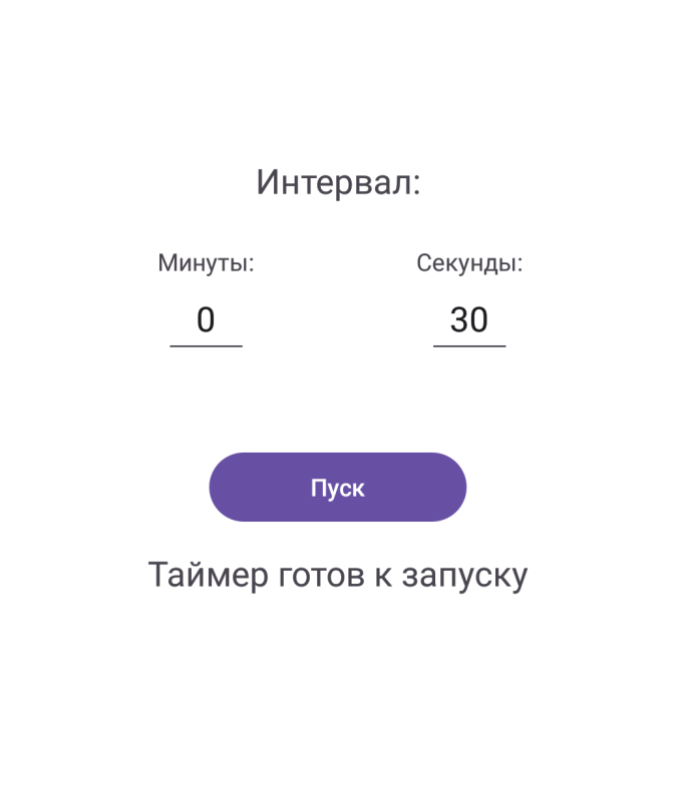 Интервал:
Минуты: Секунды:
0 30
Пуск
Таймер готов к запуску